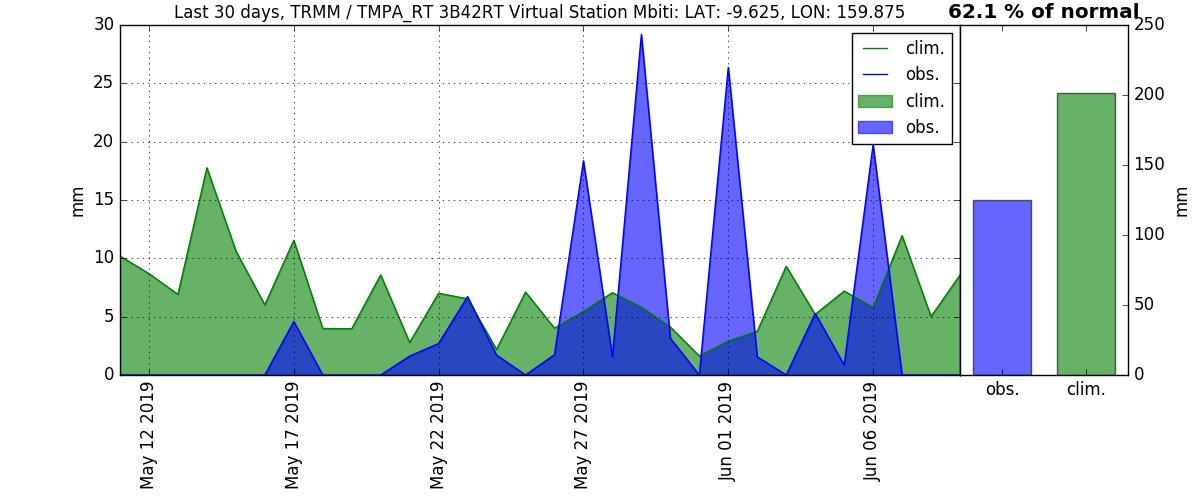 Last 30 days, TRMM / TMPA_RT 3B42RT Virtual Station Mbiti: LAT: -9.625, LON: 159.875
62.1 % of normal
30
25
20
15
10
5
0
mm
clim.
obs.
clim.
obs.
May 12 2019
May 17 2019
May 22 2019
May 27 2019
Jun 01 2019
Jun 06 2019
250
200
150
100
50
0
mm
obs.
clim.